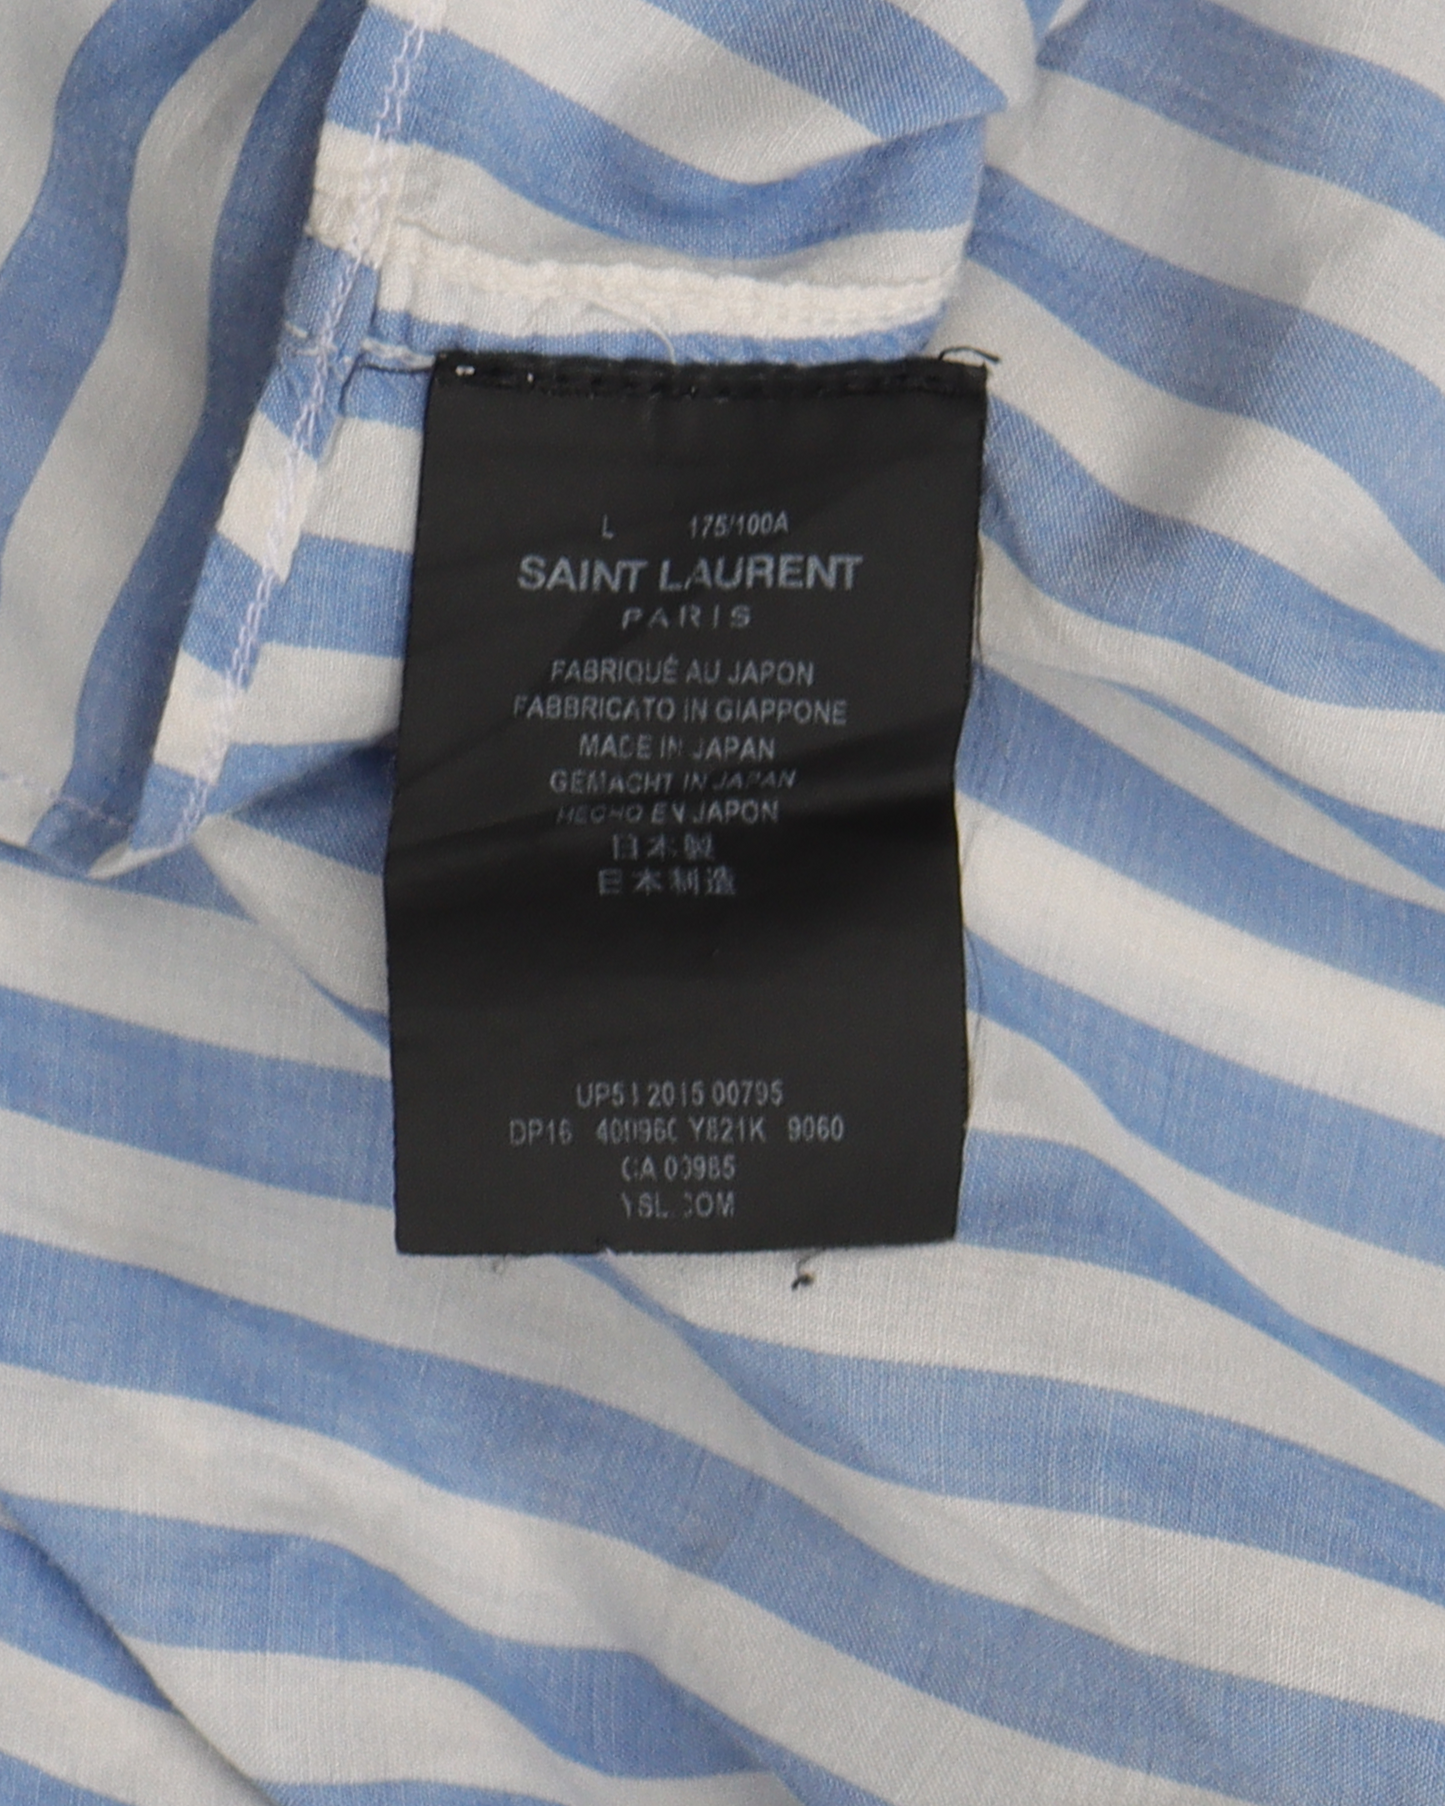 L 175/100A
SAINT LAURENT
PARIS
FABRIQUÉ AU JAPON
FABBRICATO IN GIAPPONE
MADE IN JAPAN
GEMACHT IN JAPAN
HECHO EN JAPON
日本製
日本制造
UP51 2015 00795
DP16 400960 Y821K 9060
CA 00985
YSL.COM